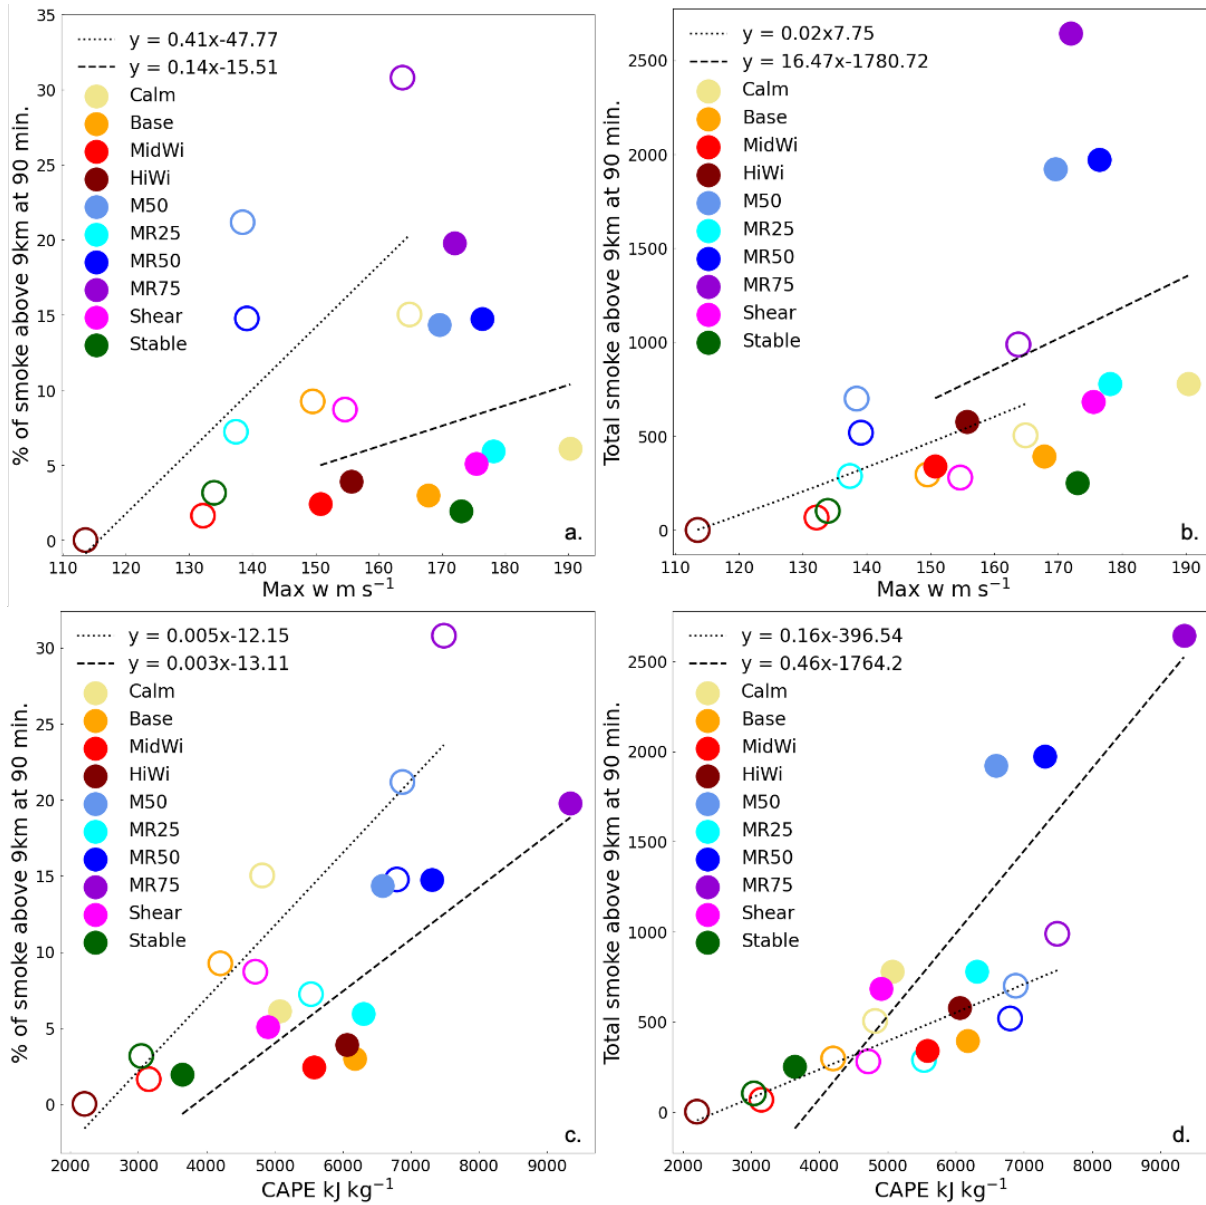 y = 0.41x-47.77
y = 0.14x-15.51
Calm
Base
MidWi
HiWi
M50
MR25
MR50
MR75
Shear
Stable
% of smoke above 9km at 90 min.
35
30
25
20
15
10
5
0
a.
110 120 130 140 150 160 170 180 190
Max w m s⁻¹
y = 0.02x7.75
y = 16.47x-1780.72
Calm
Base
MidWi
HiWi
M50
MR25
MR50
MR75
Shear
Stable
Total smoke above 9km at 90 min.
2500
2000
1500
1000
500
0
b.
110 120 130 140 150 160 170 180 190
Max w m s⁻¹
y = 0.005x-12.15
y = 0.003x-13.11
Calm
Base
MidWi
HiWi
M50
MR25
MR50
MR75
Shear
Stable
% of smoke above 9km at 90 min.
30
25
20
15
10
5
0
c.
2000 3000 4000 5000 6000 7000 8000 9000
CAPE kJ kg⁻¹
y = 0.16x-396.54
y = 0.46x-1764.2
Calm
Base
MidWi
HiWi
M50
MR25
MR50
MR75
Shear
Stable
Total smoke above 9km at 90 min.
2500
2000
1500
1000
500
0
d.
2000 3000 4000 5000 6000 7000 8000 9000
CAPE kJ kg⁻¹